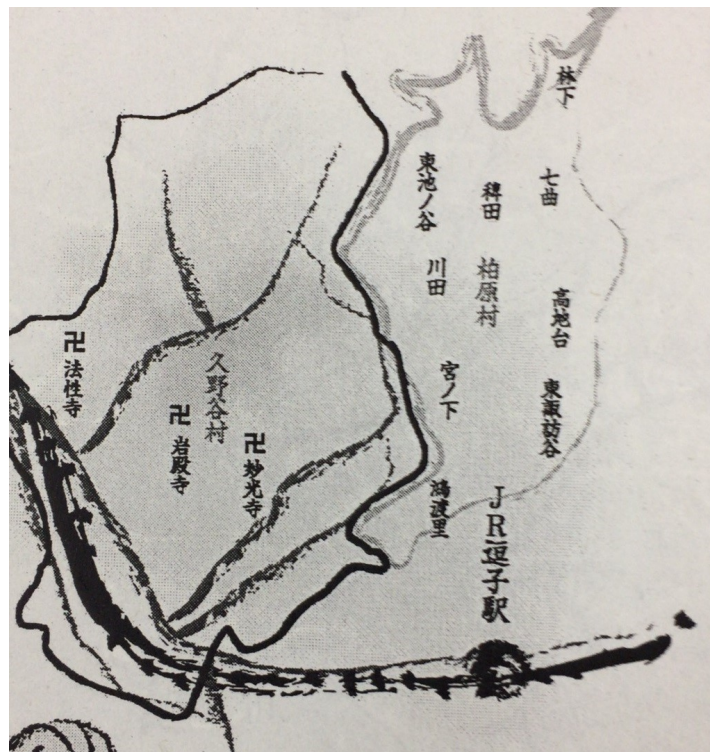 林下
七曲
稗田
東池ノ谷
柏原村
川田
高地台
東諏訪谷
宮ノ下
鴻渡里
JR逗子駅
久野谷村
卍 妙光寺
卍 岩殿寺
卍 法性寺